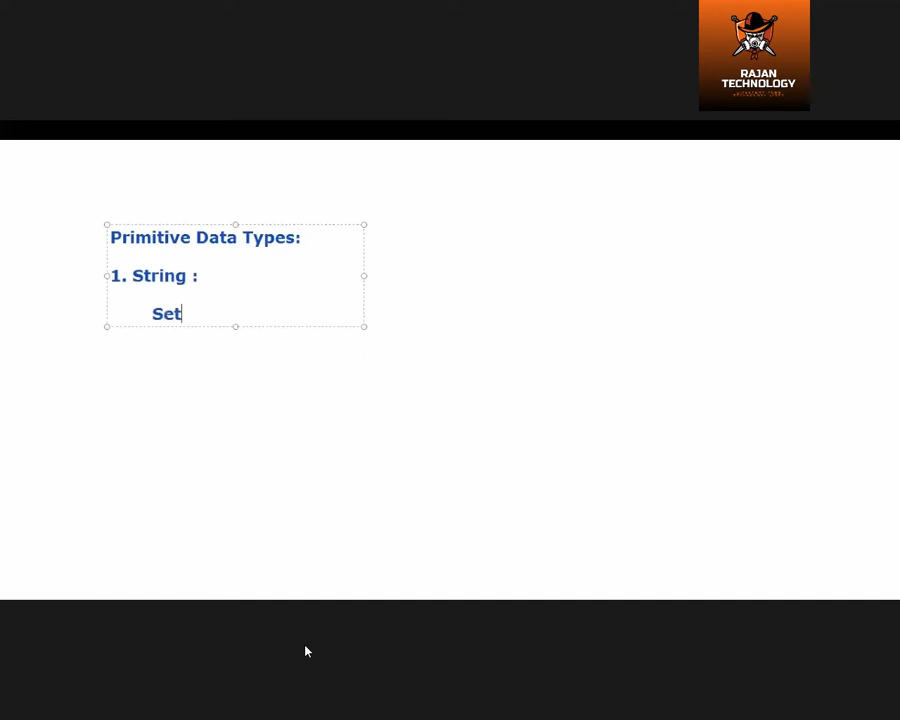 RAJAN
TECHNOLOGY
Primitive Data Types:
1. String :
Set